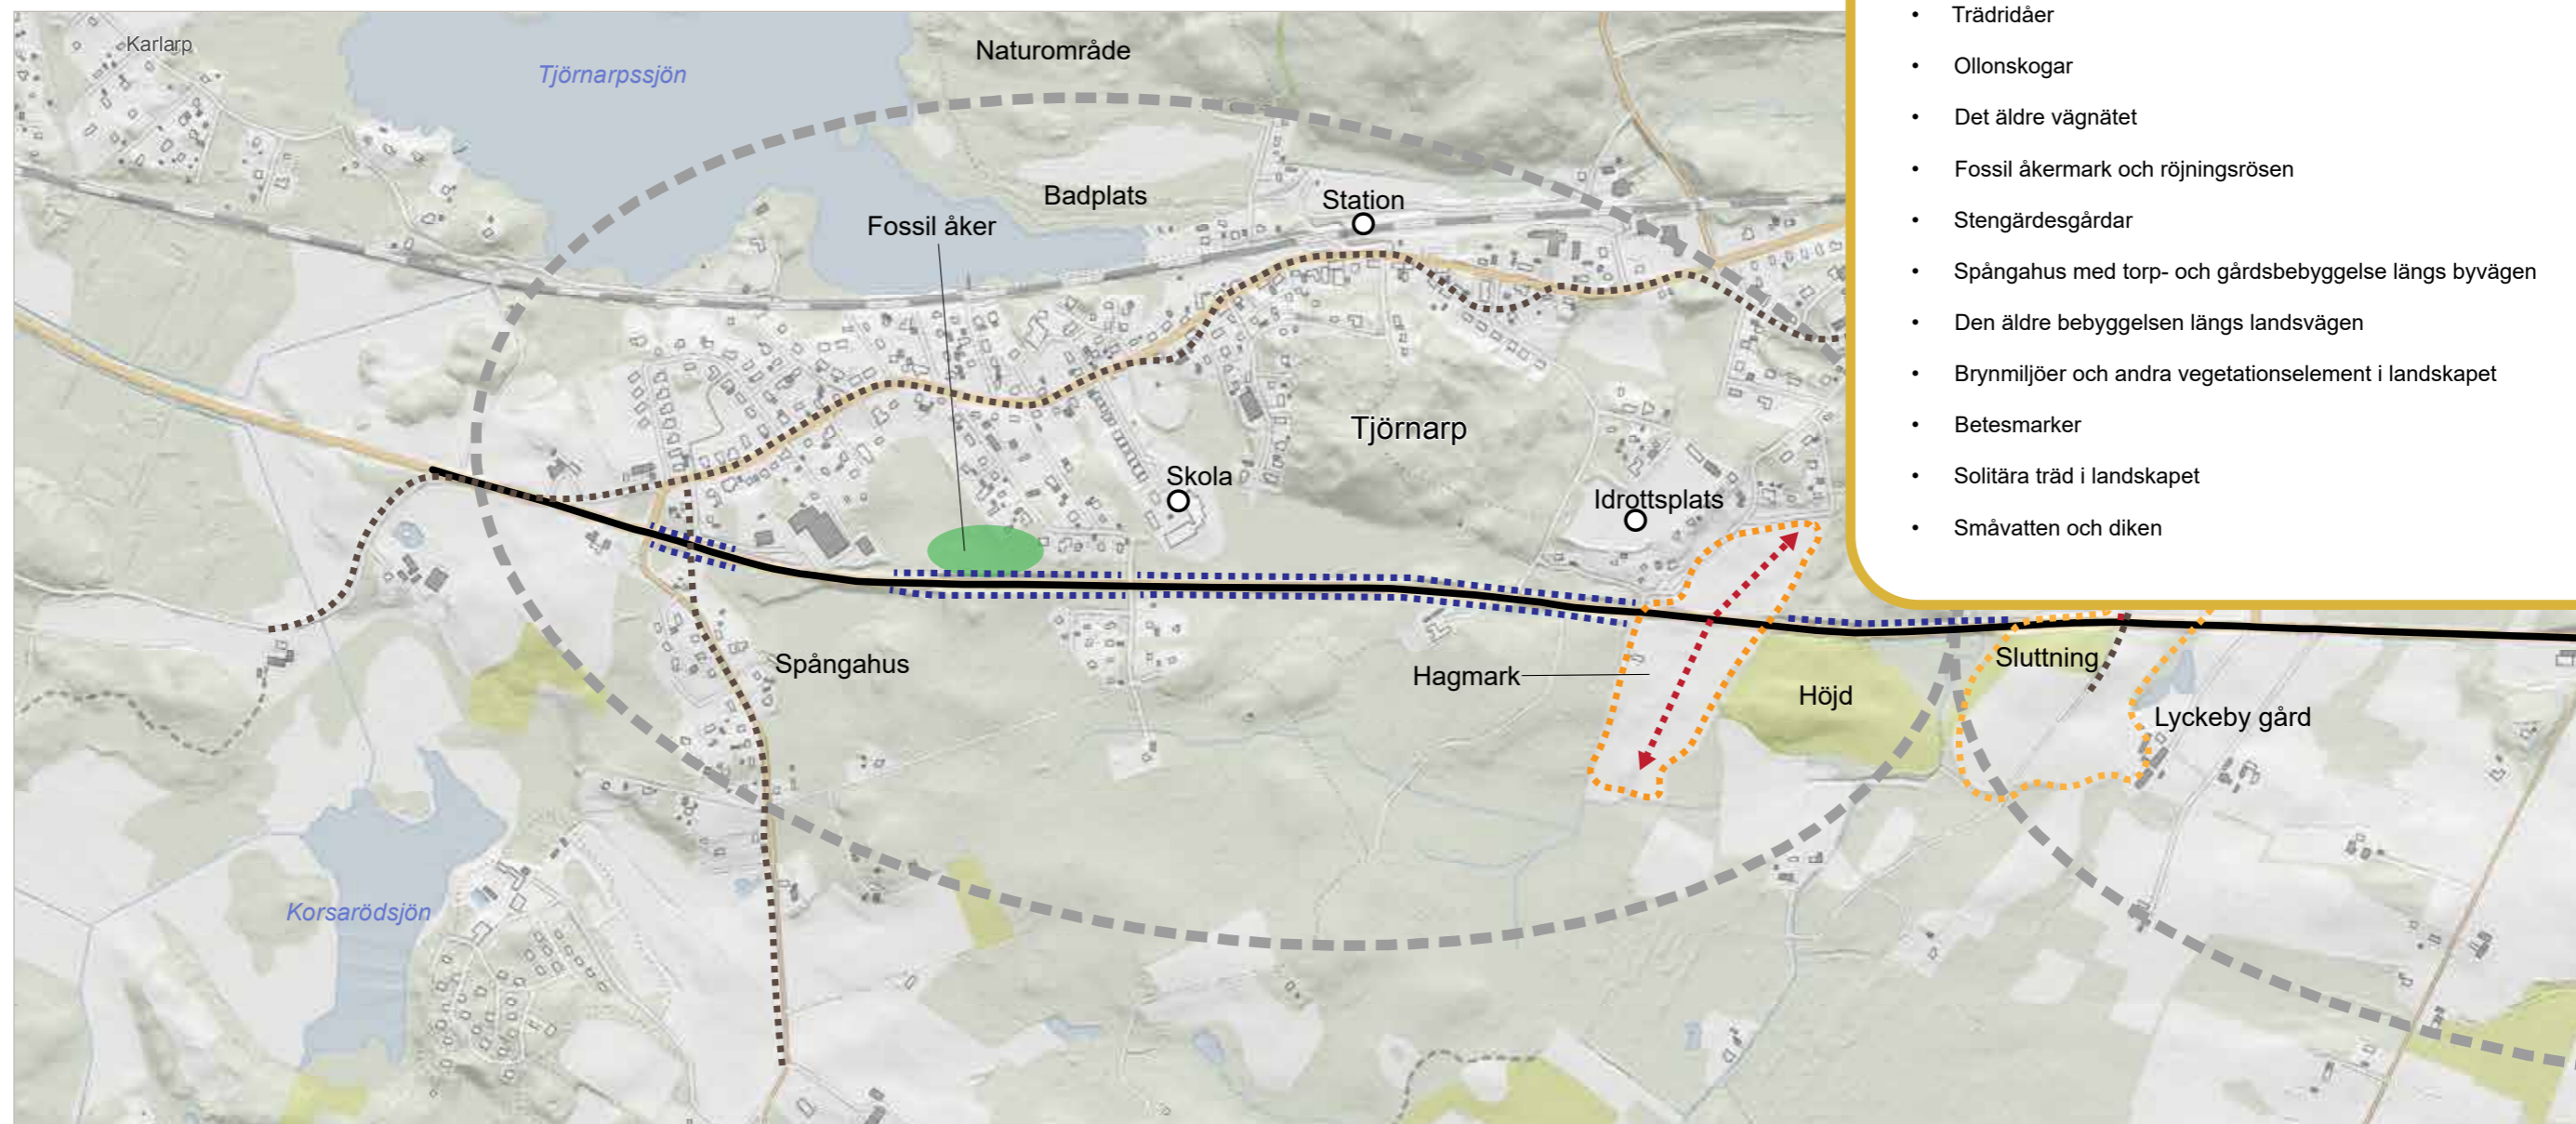 Karlarp
Tjörnarpssjön
Naturområde
Badplats
Station
Fossil åker
Tjörnarp
Skola
Idrottsplats
Spångahus
Hagmark
Höjd
Sluttning
Lyckeby gård
Korsarödsjön
• Trädridåer
• Ollonskogar
• Det äldre vägnätet
• Fossil åkermark och röjningsrösen
• Stengärdesgårdar
• Spångahus med torp- och gårdsbebyggelse längs byvägen
• Den äldre bebyggelsen längs landsvägen
• Brynmiljöer och andra vegetationselement i landskapet
• Betesmarker
• Solitära träd i landskapet
• Småvatten och diken